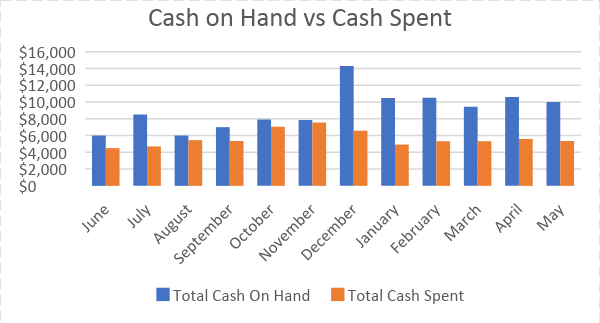 Cash on Hand vs Cash Spent
$16,000
$14,000
$12,000
$10,000
$8,000
$6,000
$4,000
$2,000
$0
June
July
August
September
October
November
December
January
February
March
April
May
Total Cash On Hand
Total Cash Spent